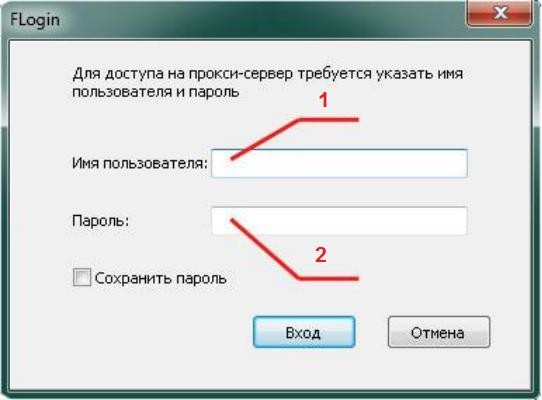 FLogin
Для доступа на прокси-сервер требуется указать имя
пользователя и пароль
1
Имя пользователя:
Пароль:
2
Сохранить пароль
Вход
Отмена